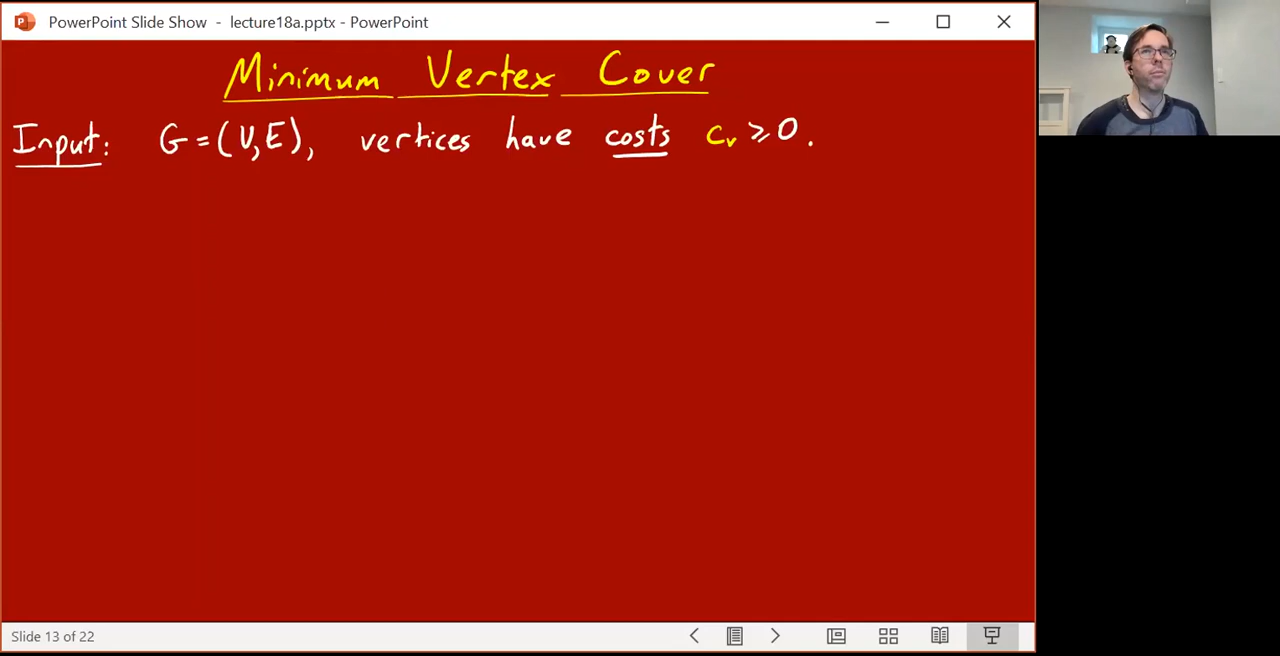 PowerPoint Slide Show - lecture18a.pptx - PowerPoint
Minimum Vertex Cover
Input: G=(V,E), vertices have costs cᵥ ≥ 0.
Slide 13 of 22